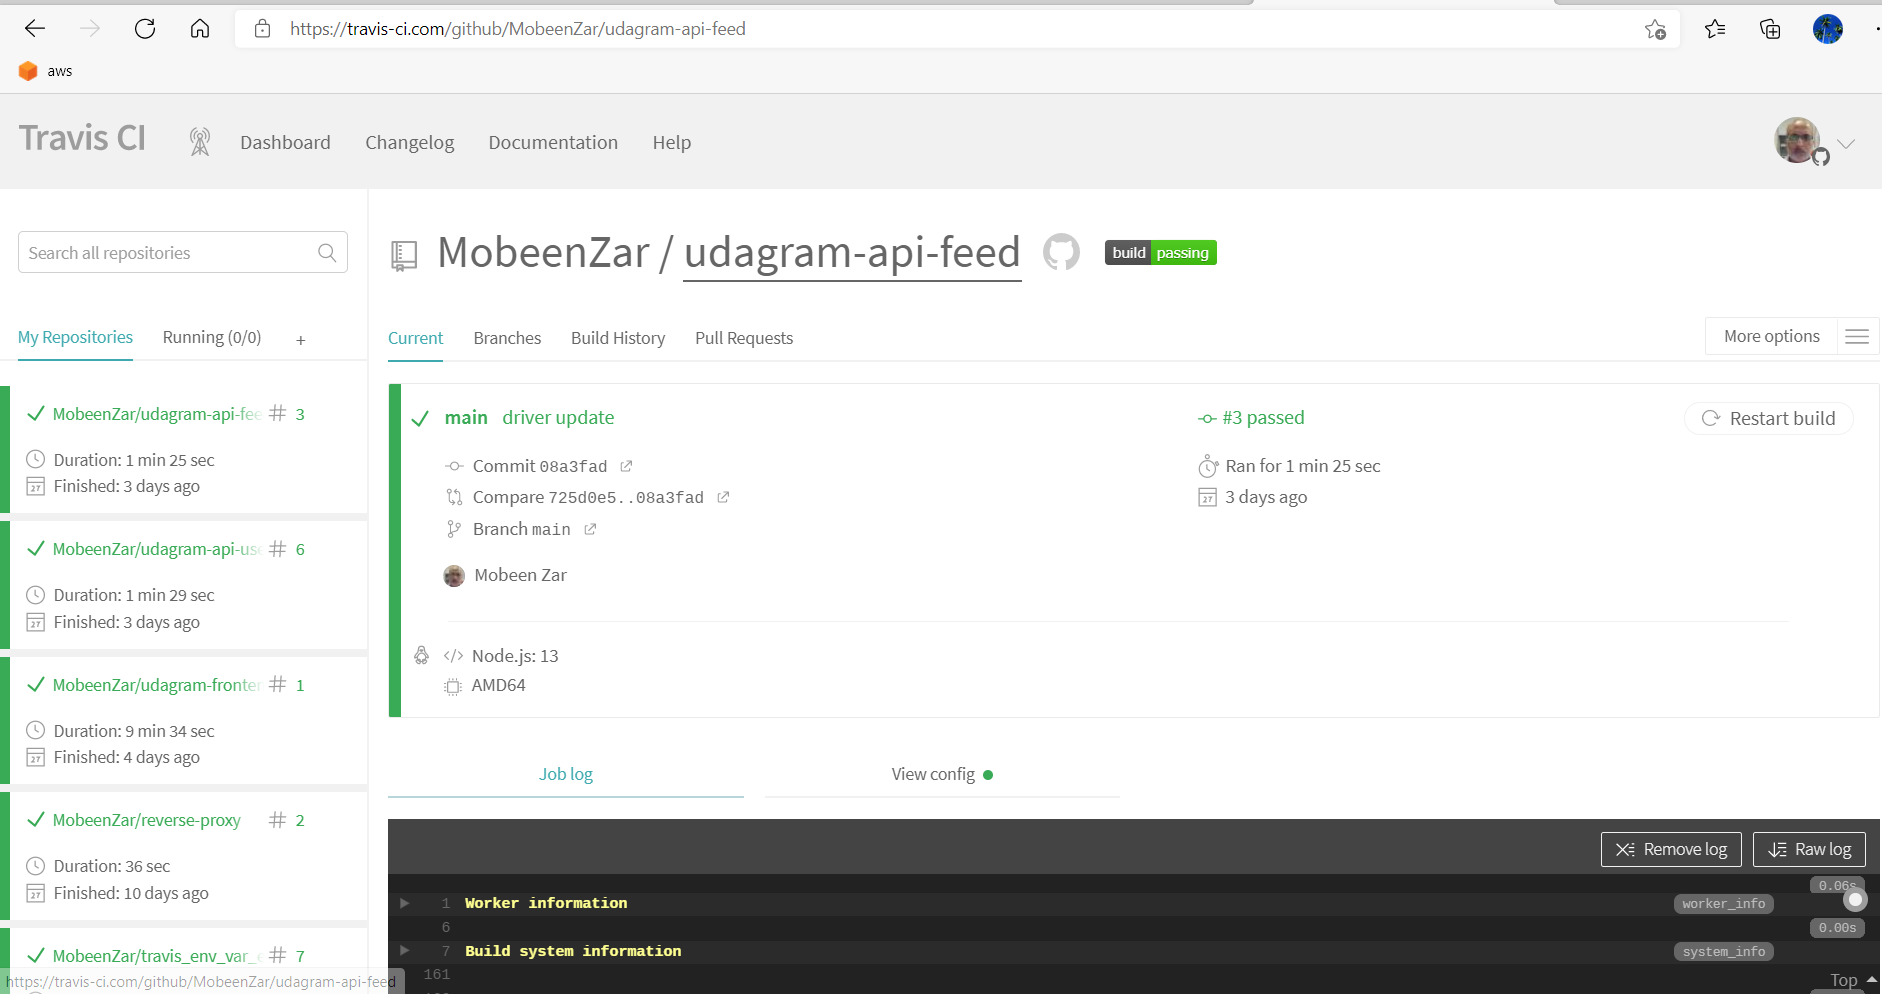 https://travis-ci.com/github/MobeenZar/udagram-api-feed
aws
Travis CI
Dashboard
Changelog
Documentation
Help
Search all repositories
My Repositories
Running (0/0)
+
MobeenZar/udagram-api-fee # 3
Duration: 1 min 25 sec
27 Finished: 3 days ago
MobeenZar/udagram-api-use # 6
Duration: 1 min 29 sec
27 Finished: 3 days ago
MobeenZar/udagram-fronten # 1
Duration: 9 min 34 sec
27 Finished: 4 days ago
MobeenZar/reverse-proxy # 2
Duration: 36 sec
27 Finished: 10 days ago
MobeenZar/travis_env_var_e # 7
https://travis-ci.com/github/MobeenZar/udagram-api-feed
MobeenZar / udagram-api-feed
build passing
Current
Branches
Build History
Pull Requests
More options
main driver update
Commit 08a3fad
Compare 725d0e5..08a3fad
Branch main
Mobeen Zar
#3 passed
Ran for 1 min 25 sec
27 3 days ago
Restart build
</> Node.js: 13
AMD64
Job log
View config
Remove log
Raw log
0.06s
1 Worker information worker_info
6 0.00s
7 Build system information system_info
161
Top